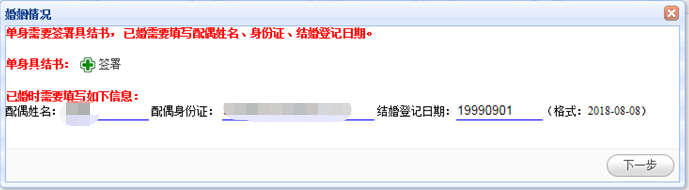 婚姻情况
单身需要签署具结书，已婚需要填写配偶姓名、身份证、结婚登记日期。
单身具结书： 签署
已婚时需要填写如下信息：
配偶姓名： 配偶身份证： 结婚登记日期：19990901 （格式：2018-08-08）
下一步